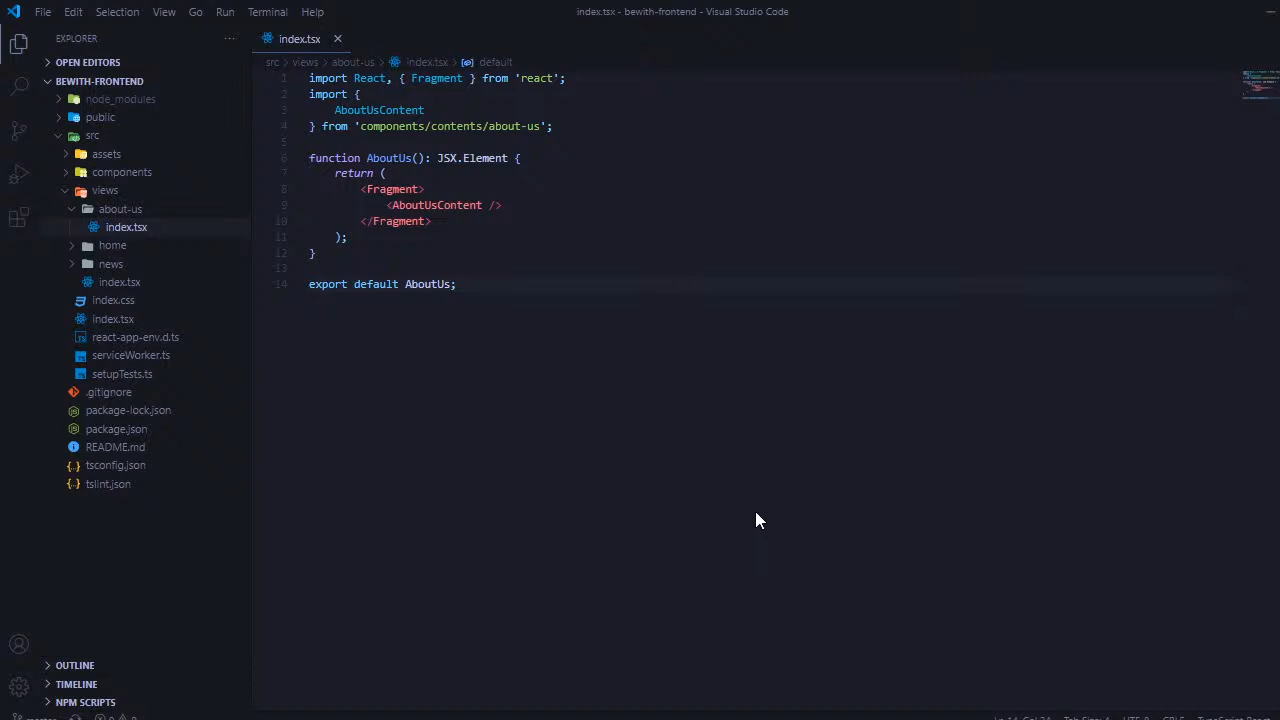 File Edit Selection View Go Run Terminal Help index.tsx - bewith-frontend - Visual Studio Code
EXPLORER
OPEN EDITORS
BEWITH-FRONTEND
node_modules
public
src
assets
components
views
about-us
index.tsx
home
news
index.tsx
index.css
index.tsx
react-app-env.d.ts
serviceWorker.ts
setupTests.ts
.gitignore
package-lock.json
package.json
README.md
tsconfig.json
tslint.json
OUTLINE
TIMELINE
NPM SCRIPTS
index.tsx
src > views > about-us > index.tsx > default
1 import React, { Fragment } from 'react';
2 import {
3 AboutUsContent
4 } from 'components/contents/about-us';
5
6 function AboutUs(): JSX.Element {
7 return (
8 <Fragment>
9 <AboutUsContent />
10 </Fragment>
11 );
12 }
13
14 export default AboutUs;